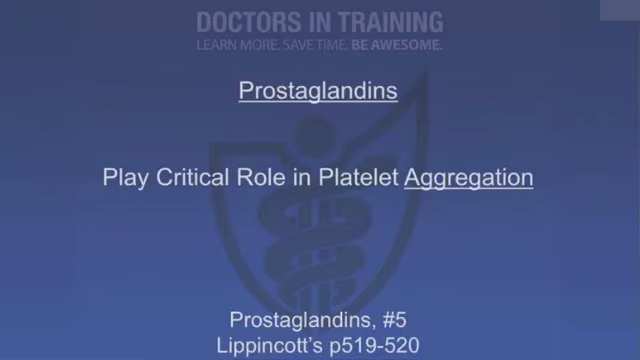 DOCTORS IN TRAINING
LEARN MORE. SAVE TIME. BE AWESOME.
Prostaglandins
Play Critical Role in Platelet Aggregation
Prostaglandins, #5
Lippincott's p519-520